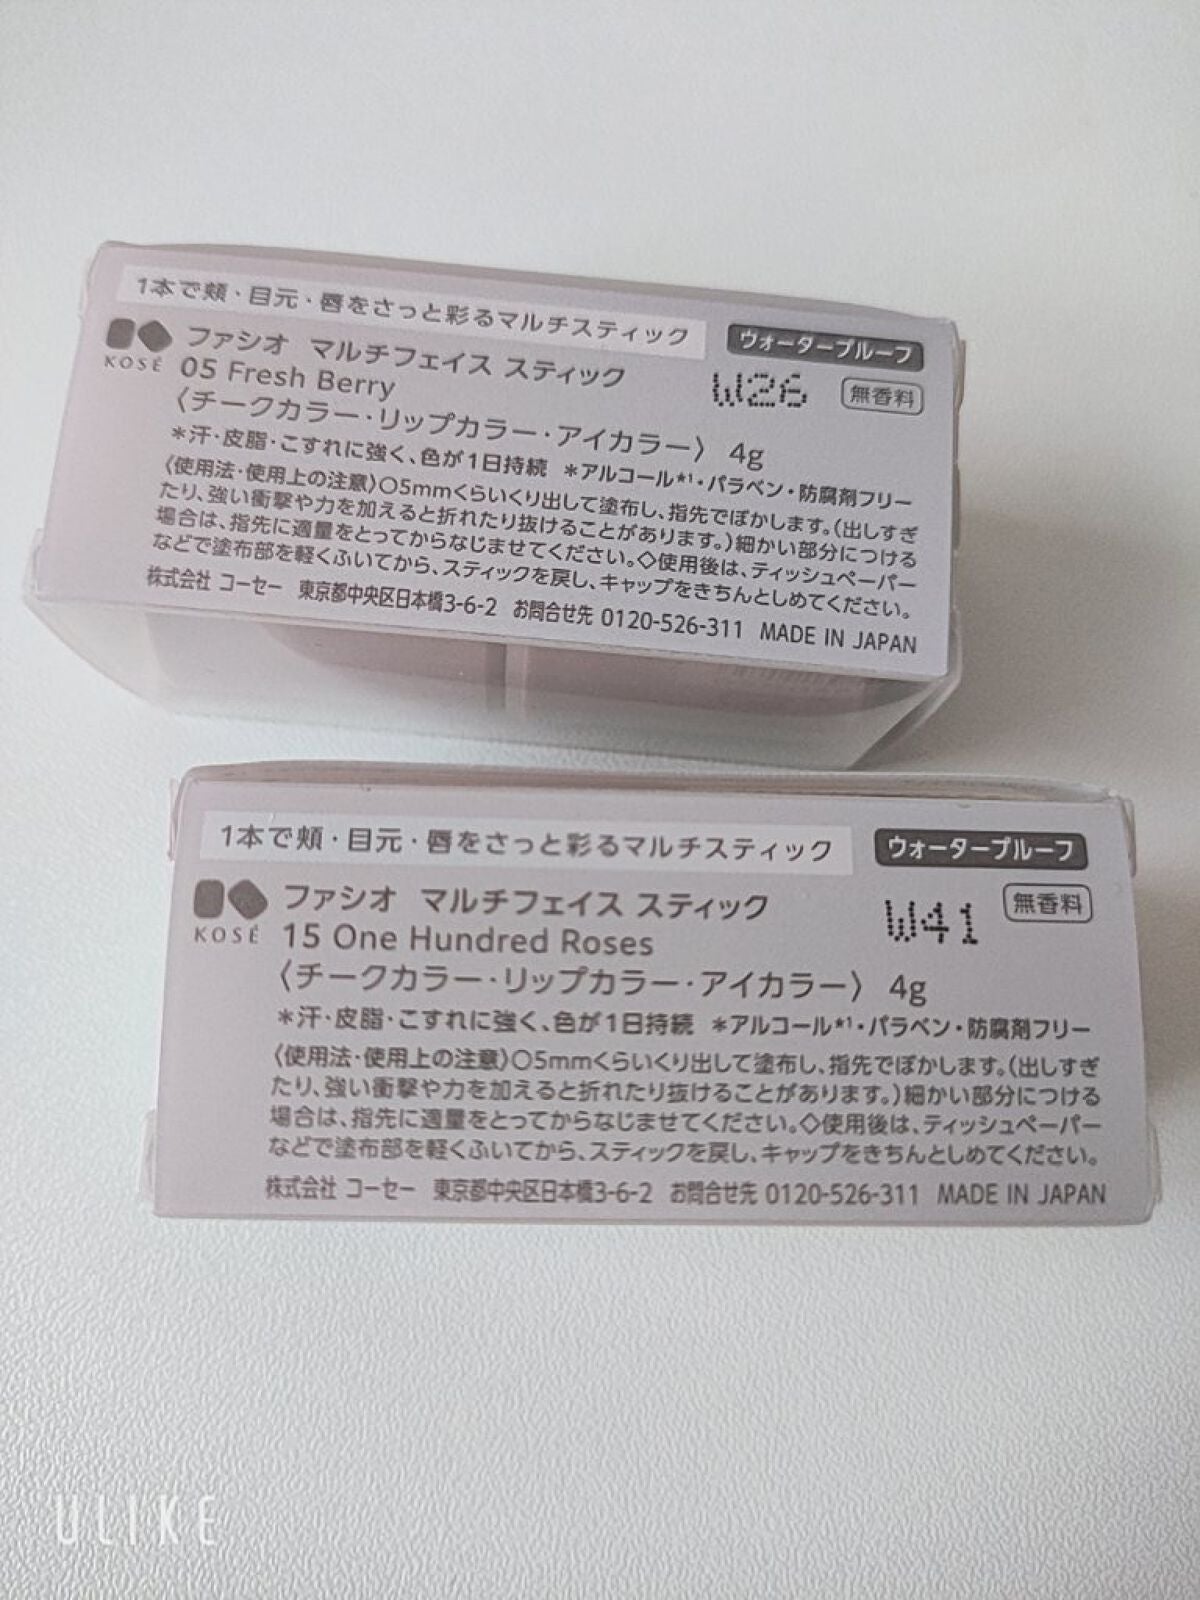 1本で頬・目元・唇をさっと彩るマルチスティック
ウォータープルーフ
KOSÉ
ファシオ マルチフェイス スティック
05 Fresh Berry
W26
無香料
〈チークカラー・リップカラー・アイカラー〉 4g
＊汗・皮脂・こすれに強く、色が1日持続 ＊アルコール*¹・パラベン・防腐剤フリー
〈使用法・使用上の注意〉○5mmくらいくり出して塗布し、指先でぼかします。（出しすぎ
たり、強い衝撃や力を加えると折れたり抜けることがあります。）細かい部分につける
場合は、指先に適量をとってからなじませてください。◇使用後は、ティッシュペーパー
などで塗布部を軽くふいてから、スティックを戻し、キャップをきちんとしめてください。
株式会社 コーセー 東京都中央区日本橋3-6-2 お問合せ先 0120-526-311 MADE IN JAPAN
1本で頬・目元・唇をさっと彩るマルチスティック
ウォータープルーフ
KOSÉ
ファシオ マルチフェイス スティック
15 One Hundred Roses
W41
無香料
〈チークカラー・リップカラー・アイカラー〉 4g
＊汗・皮脂・こすれに強く、色が1日持続 ＊アルコール*¹・パラベン・防腐剤フリー
〈使用法・使用上の注意〉○5mmくらいくり出して塗布し、指先でぼかします。（出しすぎ
たり、強い衝撃や力を加えると折れたり抜けることがあります。）細かい部分につける
場合は、指先に適量をとってからなじませてください。◇使用後は、ティッシュペーパー
などで塗布部を軽くふいてから、スティックを戻し、キャップをきちんとしめてください。
株式会社 コーセー 東京都中央区日本橋3-6-2 お問合せ先 0120-526-311 MADE IN JAPAN
ULIKE